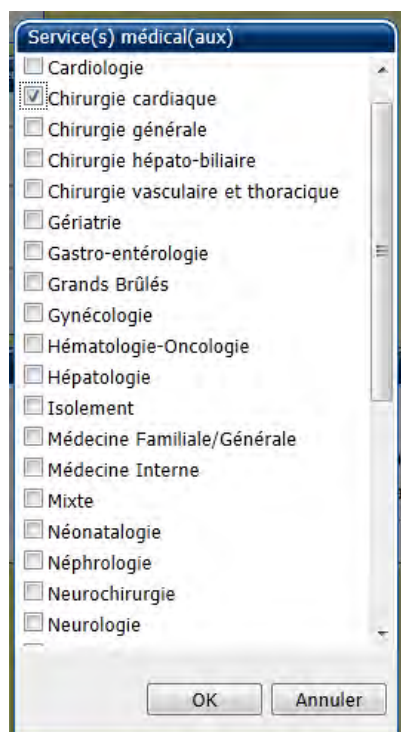 Service(s) médical(aux)
Cardiologie
Chirurgie cardiaque
Chirurgie générale
Chirurgie hépato-biliaire
Chirurgie vasculaire et thoracique
Gériatrie
Gastro-entérologie
Grands Brûlés
Gynécologie
Hématologie-Oncologie
Hépatologie
Isolement
Médecine Familiale/Générale
Médecine Interne
Mixte
Néonatalogie
Néphrologie
Neurochirurgie
Neurologie
OK Annuler